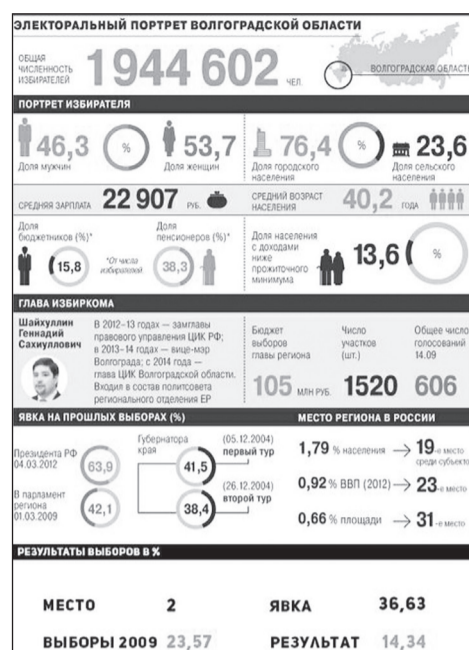 ЭЛЕКТОРАЛЬНЫЙ ПОРТРЕТ ВОЛГОГРАДСКОЙ ОБЛАСТИ
ОБЩАЯ
ЧИСЛЕННОСТЬ
ИЗБИРАТЕЛЕЙ
1944 602 ЧЕЛ.
ВОЛГОГРАДСКАЯ ОБЛАСТЬ
ПОРТРЕТ ИЗБИРАТЕЛЯ
46,3
Доля мужчин
%
53,7
Доля женщин
76,4
Доля городского
населения
%
23,6
Доля сельского
населения
СРЕДНЯЯ ЗАРПЛАТА 22 907 РУБ.
СРЕДНИЙ ВОЗРАСТ
НАСЕЛЕНИЯ
40,2 ГОДА
Доля
бюджетников (%)*
15,8
*От числа
избирателей
Доля
пенсионеров (%)*
38,3
Доля населения
с доходами
ниже
прожиточного
минимума
13,6
%
ГЛАВА ИЗБИРКОМА
Шайхуллин
Геннадий
Сахиуллович
В 2012–13 годах — замглавы
правового управления ЦИК РФ;
в 2013–14 годах — вице-мэр
Волгограда; с 2014 года —
глава ЦИК Волгоградской области.
Входил в состав политсовета
регионального отделения ЕР
Бюджет
выборов
главы региона
105 МЛН РУБ.
Число
участков
(шт.)
1520
Общее число
голосований
14.09
606
ЯВКА НА ПРОШЛЫХ ВЫБОРАХ (%)
Президента РФ
04.03.2012
63,9
В парламент
региона
01.03.2009
42,1
Губернатора
края
41,5
(05.12.2004)
первый тур
38,4
(26.12.2004)
второй тур
МЕСТО РЕГИОНА В РОССИИ
1,79 % населения → 19-е место
среди субъектов
0,92 % ВВП (2012) → 23-е место
0,66 % площади → 31-е место
РЕЗУЛЬТАТЫ ВЫБОРОВ В %
МЕСТО 2
ЯВКА 36,63
ВЫБОРЫ 2009 23,57
РЕЗУЛЬТАТ 14,34